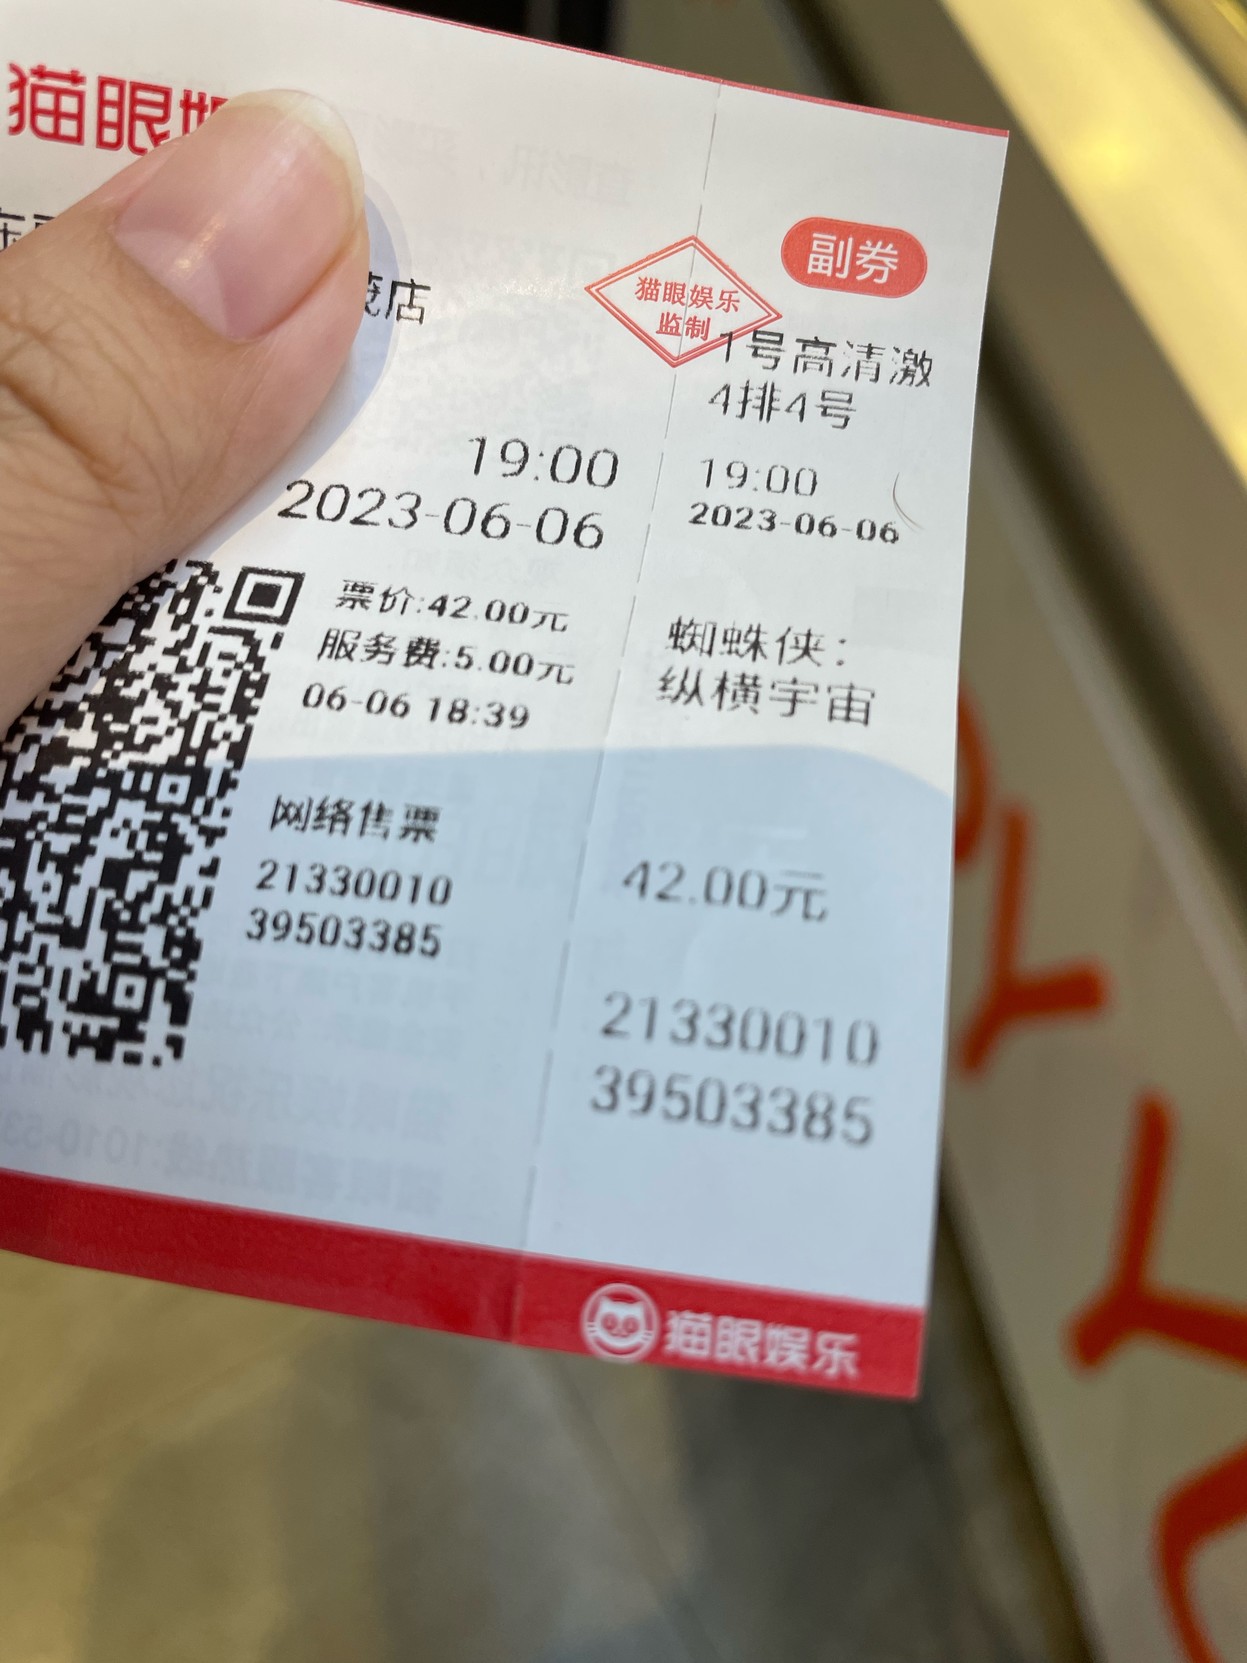 猫眼娱
店
19:00
2023-06-06
票价:42.00元
服务费:5.00元
06-06 18:39
网络售票
21330010
39503385
猫眼娱乐
监制
副券
1号高清激
4排4号
19:00
2023-06-06
蜘蛛侠:
纵横宇宙
42.00元
21330010
39503385
猫眼娱乐